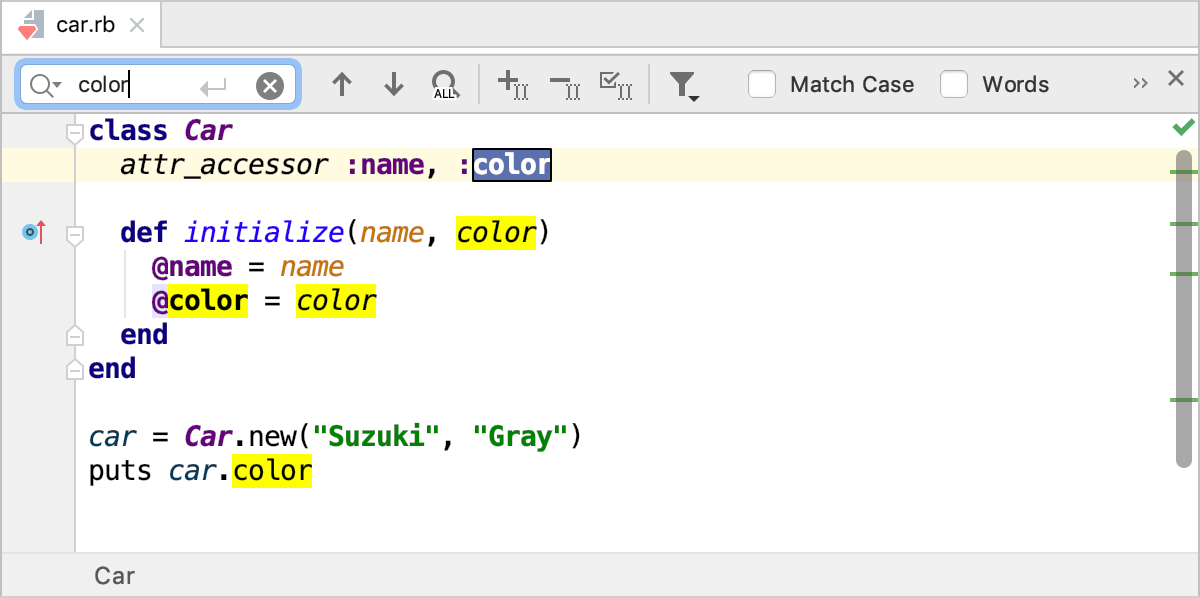 car.rb
color ALL Match Case Words
class Car
attr_accessor :name, :color
def initialize(name, color)
@name = name
@color = color
end
end
car = Car.new("Suzuki", "Gray")
puts car.color
Car